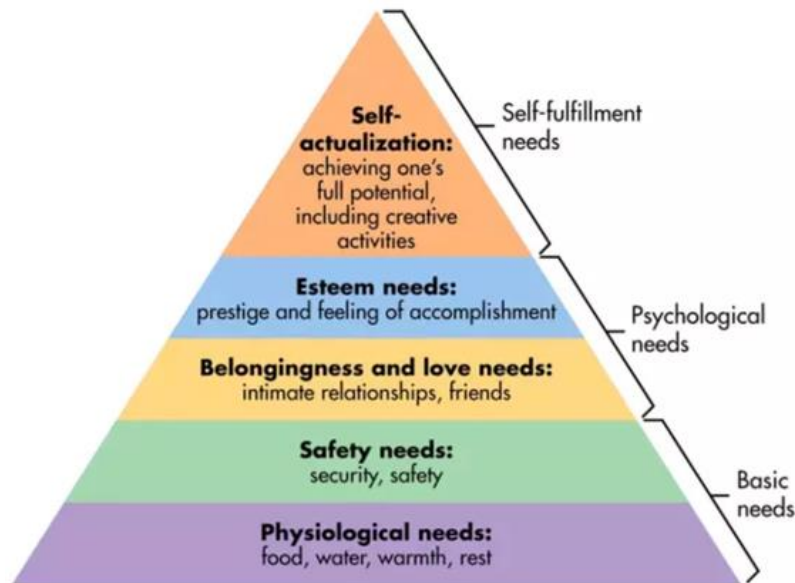 Self-
actualization:
achieving one's
full potential,
including creative
activities
Self-fulfillment
needs
Esteem needs:
prestige and feeling of accomplishment
Psychological
needs
Belongingness and love needs:
intimate relationships, friends
Safety needs:
security, safety
Basic
needs
Physiological needs:
food, water, warmth, rest